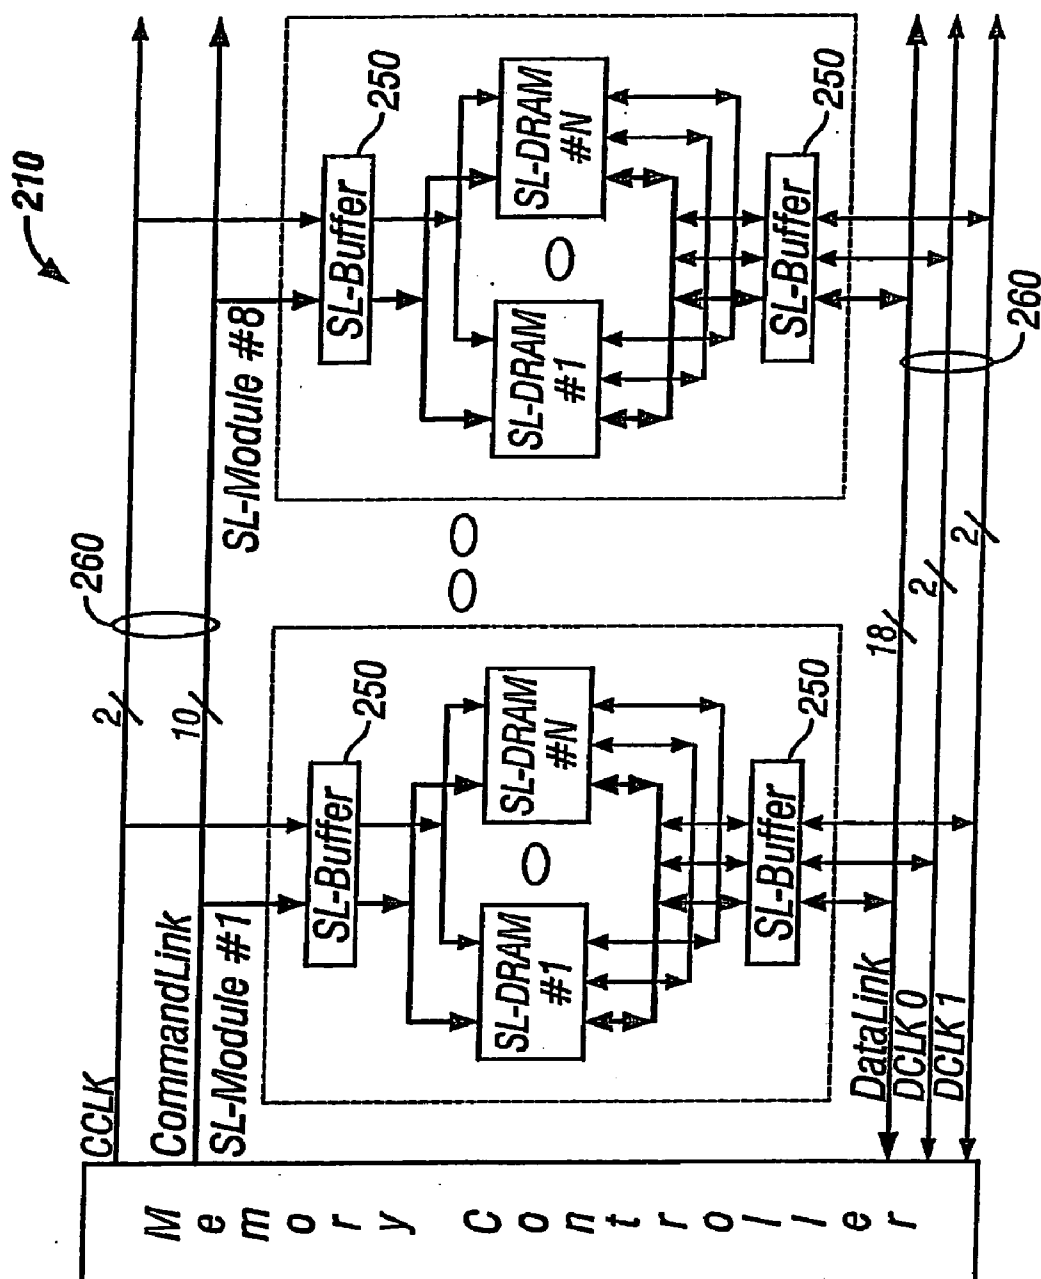 210
CCLK
2
260
CommandLink
10
SL-Module #1
SL-Module #8
SL-Buffer
250
SL-Buffer
250
SL-DRAM
#1
SL-DRAM
#N
SL-DRAM
#1
SL-DRAM
#N
SL-Buffer
250
SL-Buffer
250
DataLink
18
DCLK 0
2
DCLK 1
2
260
Memory Controller